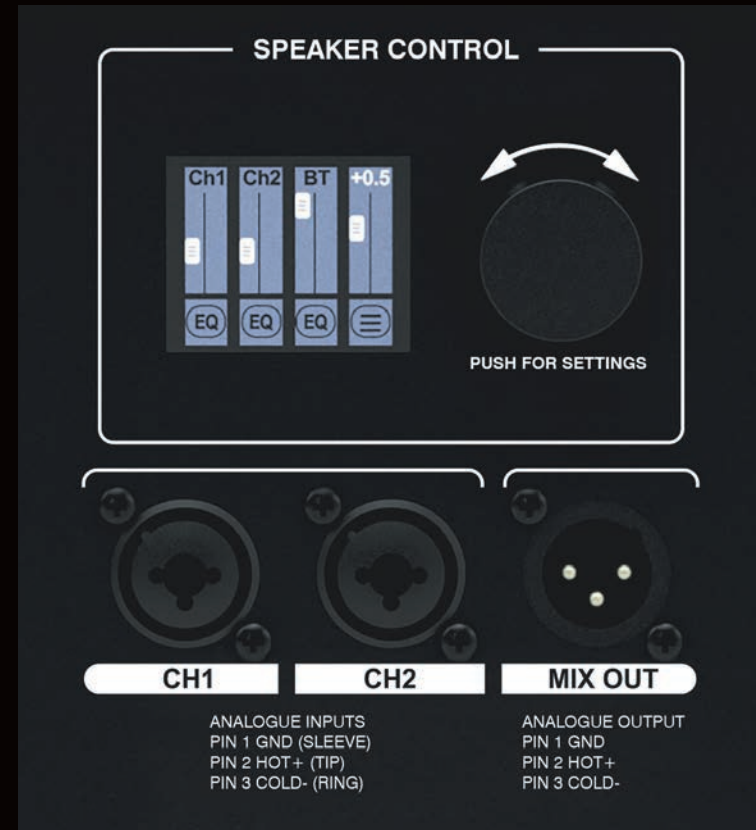 SPEAKER CONTROL
Ch1 Ch2 BT +0.5
EQ EQ EQ
PUSH FOR SETTINGS
CH1 CH2 MIX OUT
ANALOGUE INPUTS
PIN 1 GND (SLEEVE)
PIN 2 HOT+ (TIP)
PIN 3 COLD- (RING)
ANALOGUE OUTPUT
PIN 1 GND
PIN 2 HOT+
PIN 3 COLD-